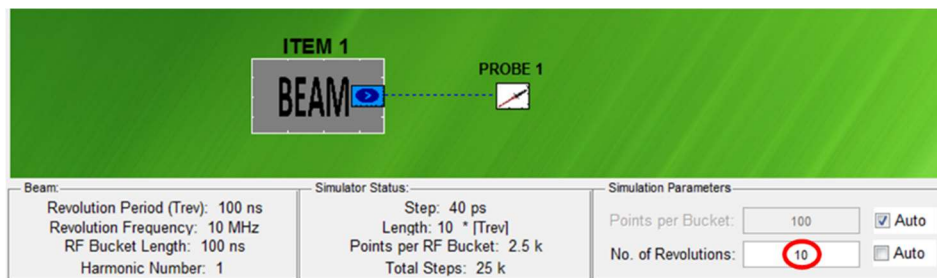 ITEM 1
BEAM
PROBE 1
Beam:
Revolution Period (Trev): 100 ns
Revolution Frequency: 10 MHz
RF Bucket Length: 100 ns
Harmonic Number: 1
Simulator Status:
Step: 40 ps
Length: 10 * [Trev]
Points per RF Bucket: 2.5 k
Total Steps: 25 k
Simulation Parameters
Points per Bucket: 100 Auto
No. of Revolutions: 10 Auto